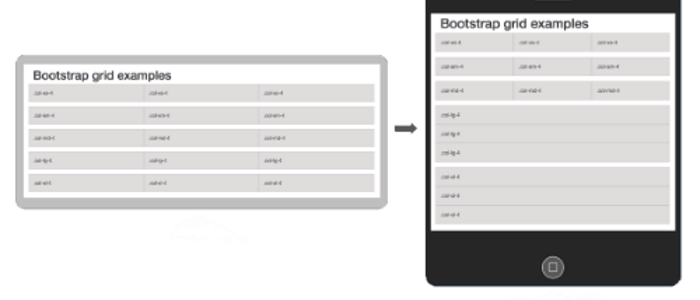 Bootstrap grid examples
.col-xs-4 .col-xs-4 .col-xs-4
.col-sm-4 .col-sm-4 .col-sm-4
.col-md-4 .col-md-4 .col-md-4
.col-lg-4 .col-lg-4 .col-lg-4
.col-xl-4 .col-xl-4 .col-xl-4
Bootstrap grid examples
.col-xs-4 .col-xs-4 .col-xs-4
.col-sm-4 .col-sm-4 .col-sm-4
.col-md-4 .col-md-4 .col-md-4
.col-lg-4
.col-lg-4
.col-lg-4
.col-xl-4
.col-xl-4
.col-xl-4